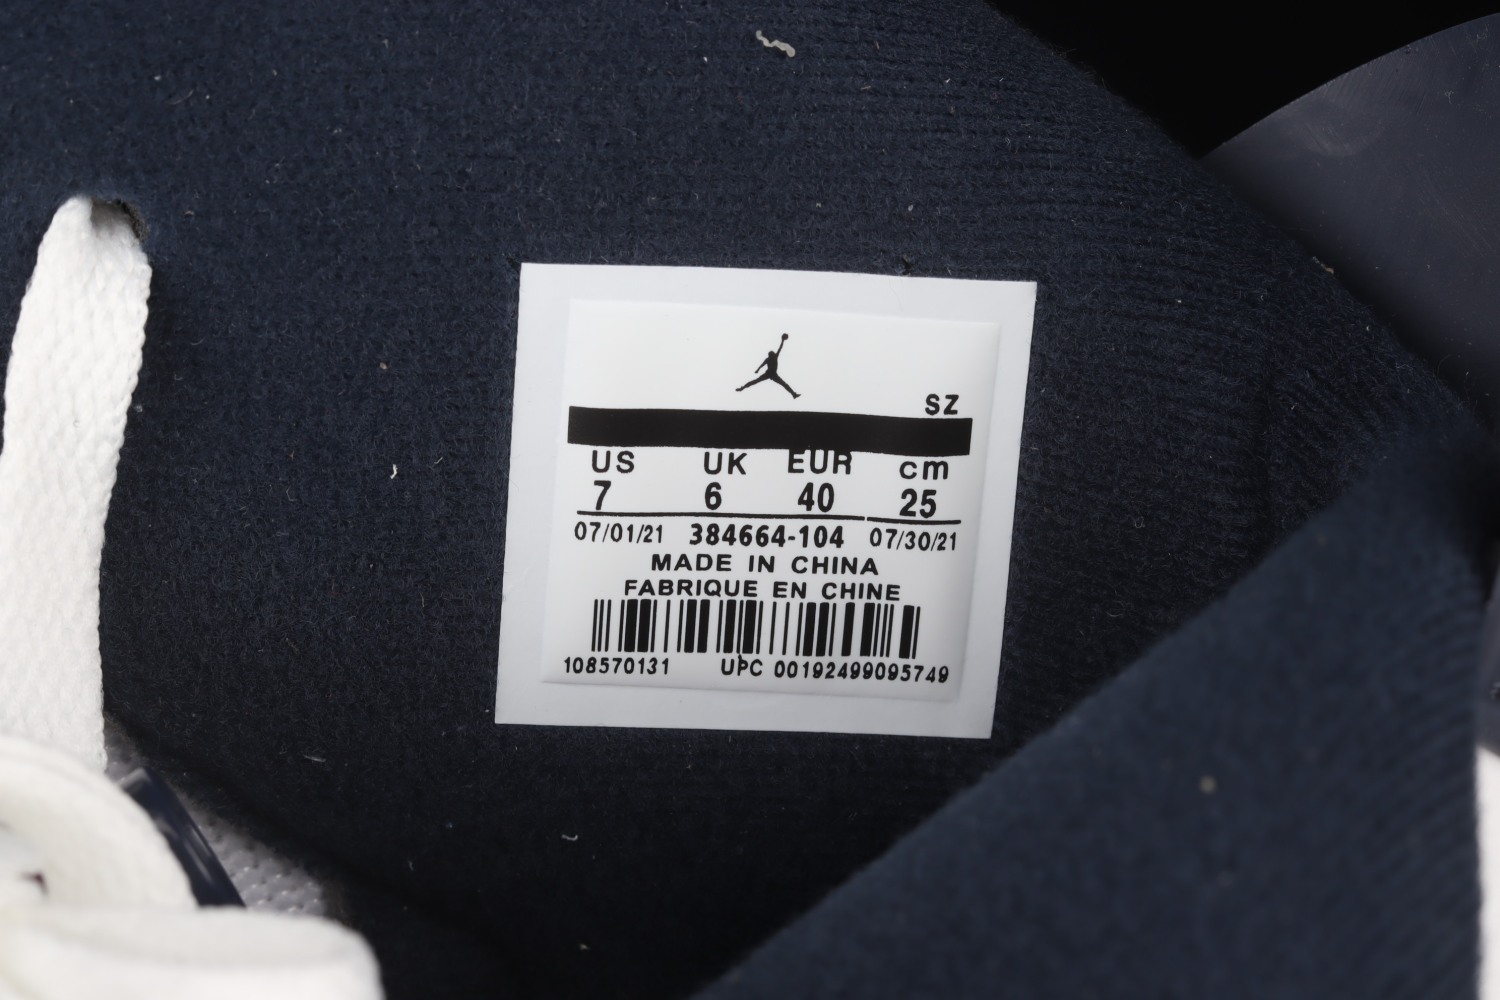 SZ
US UK EUR cm
7 6 40 25
07/01/21 384664-104 07/30/21
MADE IN CHINA
FABRIQUE EN CHINE
108570131 UPC 00192499095749